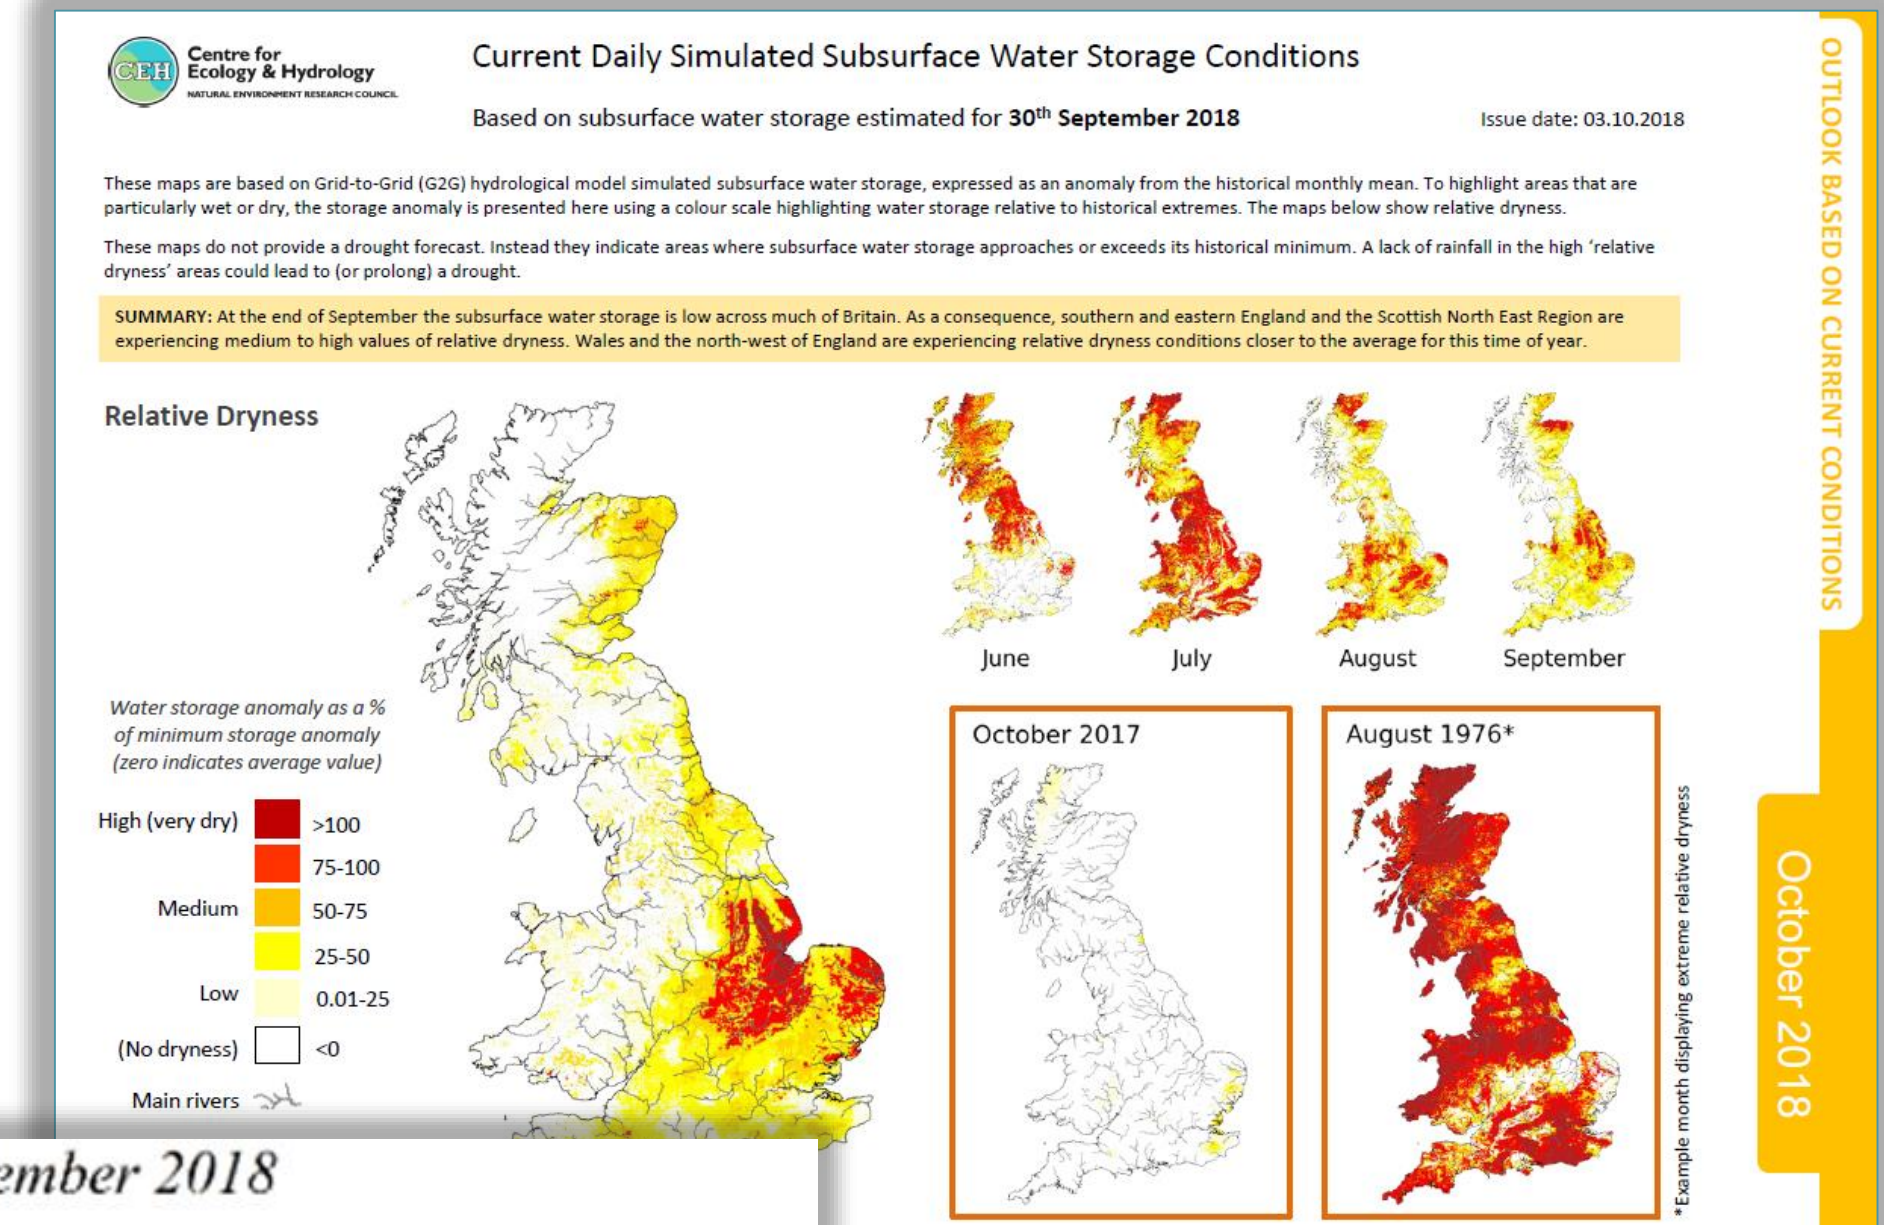 CEH
Centre for
Ecology & Hydrology
NATURAL ENVIRONMENT RESEARCH COUNCIL
Current Daily Simulated Subsurface Water Storage Conditions
Based on subsurface water storage estimated for 30th September 2018
Issue date: 03.10.2018
These maps are based on Grid-to-Grid (G2G) hydrological model simulated subsurface water storage, expressed as an anomaly from the historical monthly mean. To highlight areas that are
particularly wet or dry, the storage anomaly is presented here using a colour scale highlighting water storage relative to historical extremes. The maps below show relative dryness.
These maps do not provide a drought forecast. Instead they indicate areas where subsurface water storage approaches or exceeds its historical minimum. A lack of rainfall in the high ‘relative
dryness’ areas could lead to (or prolong) a drought.
SUMMARY: At the end of September the subsurface water storage is low across much of Britain. As a consequence, southern and eastern England and the Scottish North East Region are
experiencing medium to high values of relative dryness. Wales and the north-west of England are experiencing relative dryness conditions closer to the average for this time of year.
Relative Dryness
June
July
August
September
Water storage anomaly as a %
of minimum storage anomaly
(zero indicates average value)
High (very dry)
>100
75-100
Medium
50-75
25-50
Low
0.01-25
(No dryness)
<0
Main rivers
October 2017
August 1976*
*Example month displaying extreme relative dryness
OUTLOOK BASED ON CURRENT CONDITIONS
October 2018
ember 2018